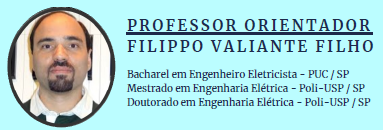 PROFESSOR ORIENTADOR
FILIPPO VALIANTE FILHO
Bacharel em Engenheiro Eletricista - PUC / SP
Mestrado em Engenharia Elétrica - Poli-USP / SP
Doutorado em Engenharia Elétrica - Poli-USP / SP